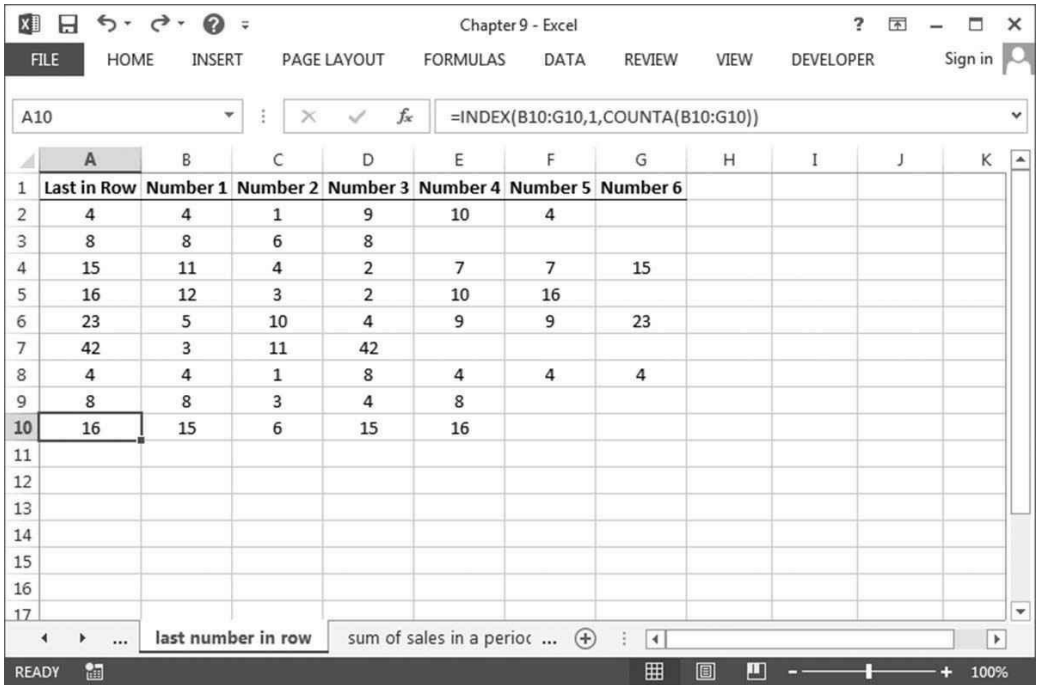 Chapter 9 - Excel
FILE HOME INSERT PAGE LAYOUT FORMULAS DATA REVIEW VIEW DEVELOPER Sign in
A10 fx =INDEX(B10:G10,1,COUNTA(B10:G10))
A B C D E F G H I J K
1 Last in Row Number 1 Number 2 Number 3 Number 4 Number 5 Number 6
2 4 4 1 9 10 4
3 8 8 6 8
4 15 11 4 2 7 7 15
5 16 12 3 2 10 16
6 23 5 10 4 9 9 23
7 42 3 11 42
8 4 4 1 8 4 4 4
9 8 8 3 4 8
10 16 15 6 15 16
11
12
13
14
15
16
17
... last number in row sum of sales in a perioc ...
READY 100%